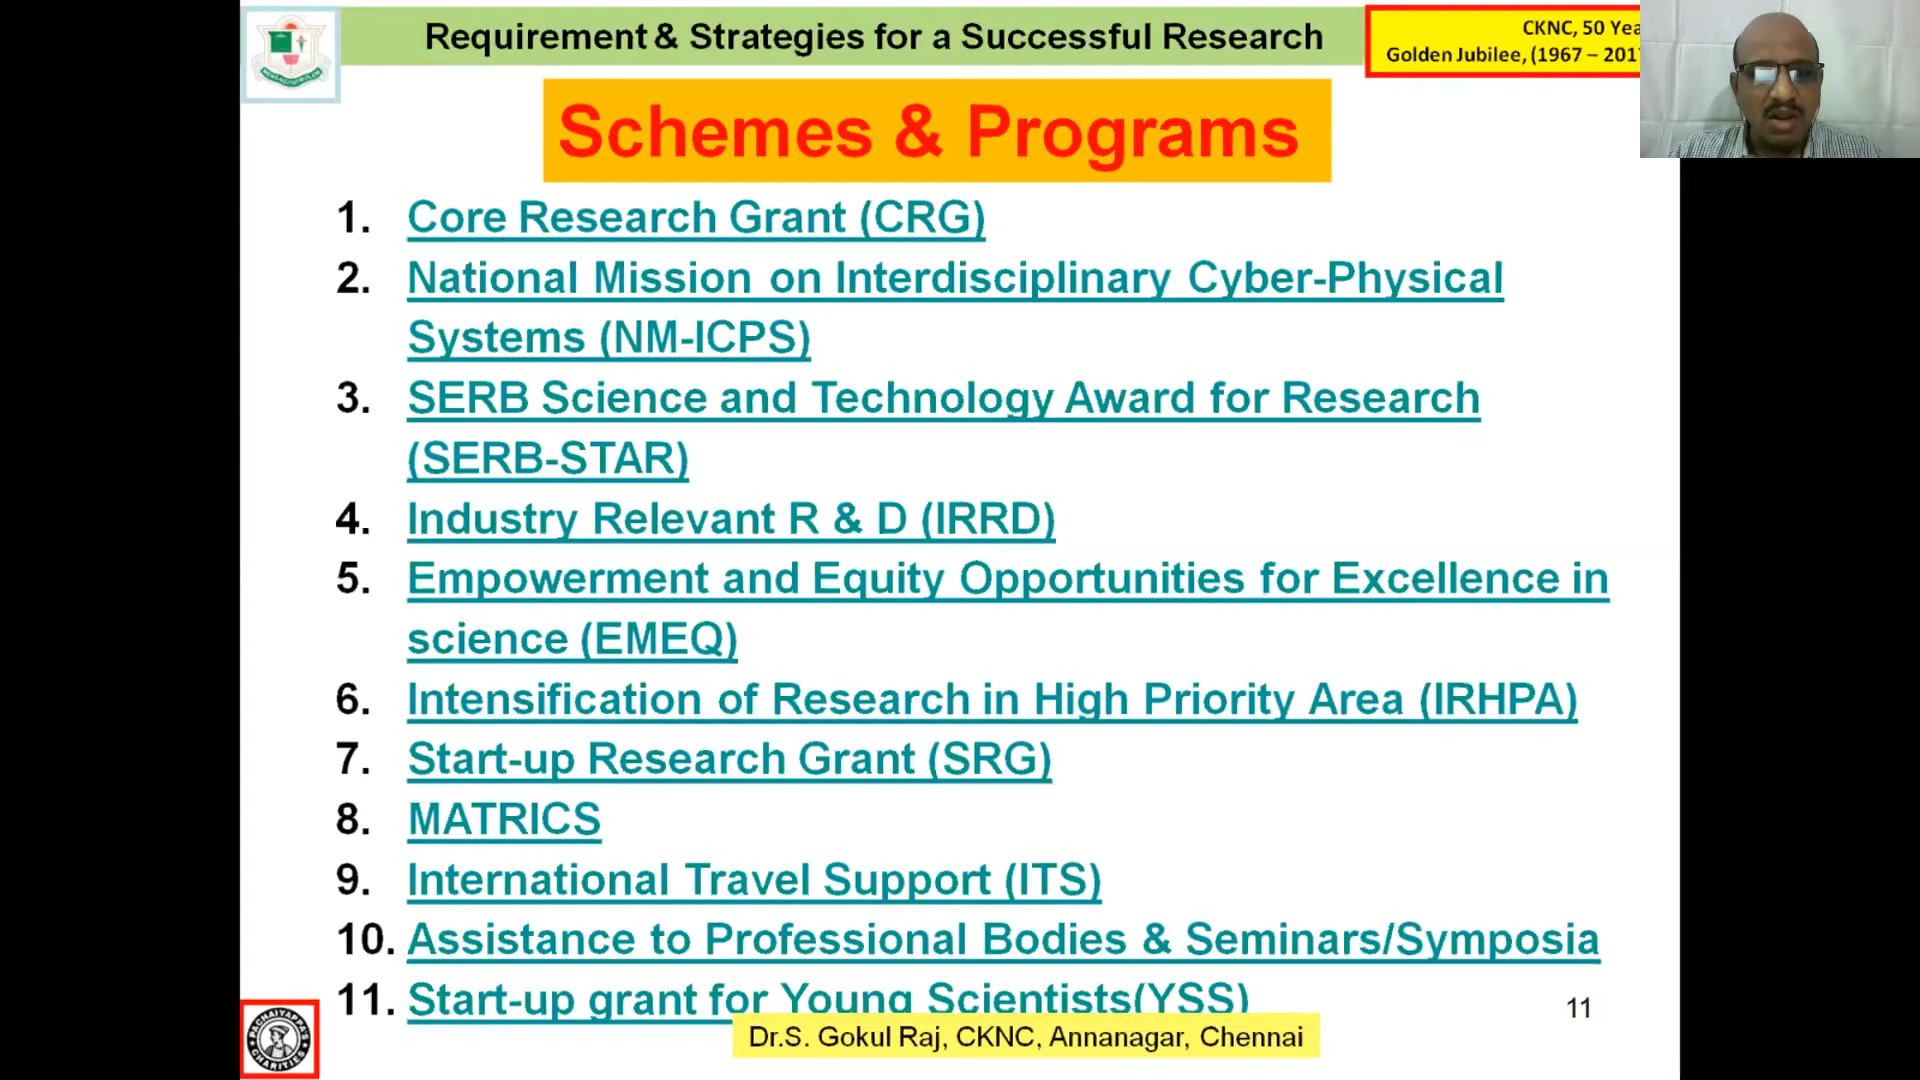 Requirement & Strategies for a Successful Research
CKNC, 50 Yea
Golden Jubilee, (1967 – 201
Schemes & Programs
1. Core Research Grant (CRG)
2. National Mission on Interdisciplinary Cyber-Physical
Systems (NM-ICPS)
3. SERB Science and Technology Award for Research
(SERB-STAR)
4. Industry Relevant R & D (IRRD)
5. Empowerment and Equity Opportunities for Excellence in
science (EMEQ)
6. Intensification of Research in High Priority Area (IRHPA)
7. Start-up Research Grant (SRG)
8. MATRICS
9. International Travel Support (ITS)
10. Assistance to Professional Bodies & Seminars/Symposia
11. Start-up grant for Young Scientists(YSS)
11
Dr.S. Gokul Raj, CKNC, Annanagar, Chennai
PACHAIYAPPA'S
CHARITIES